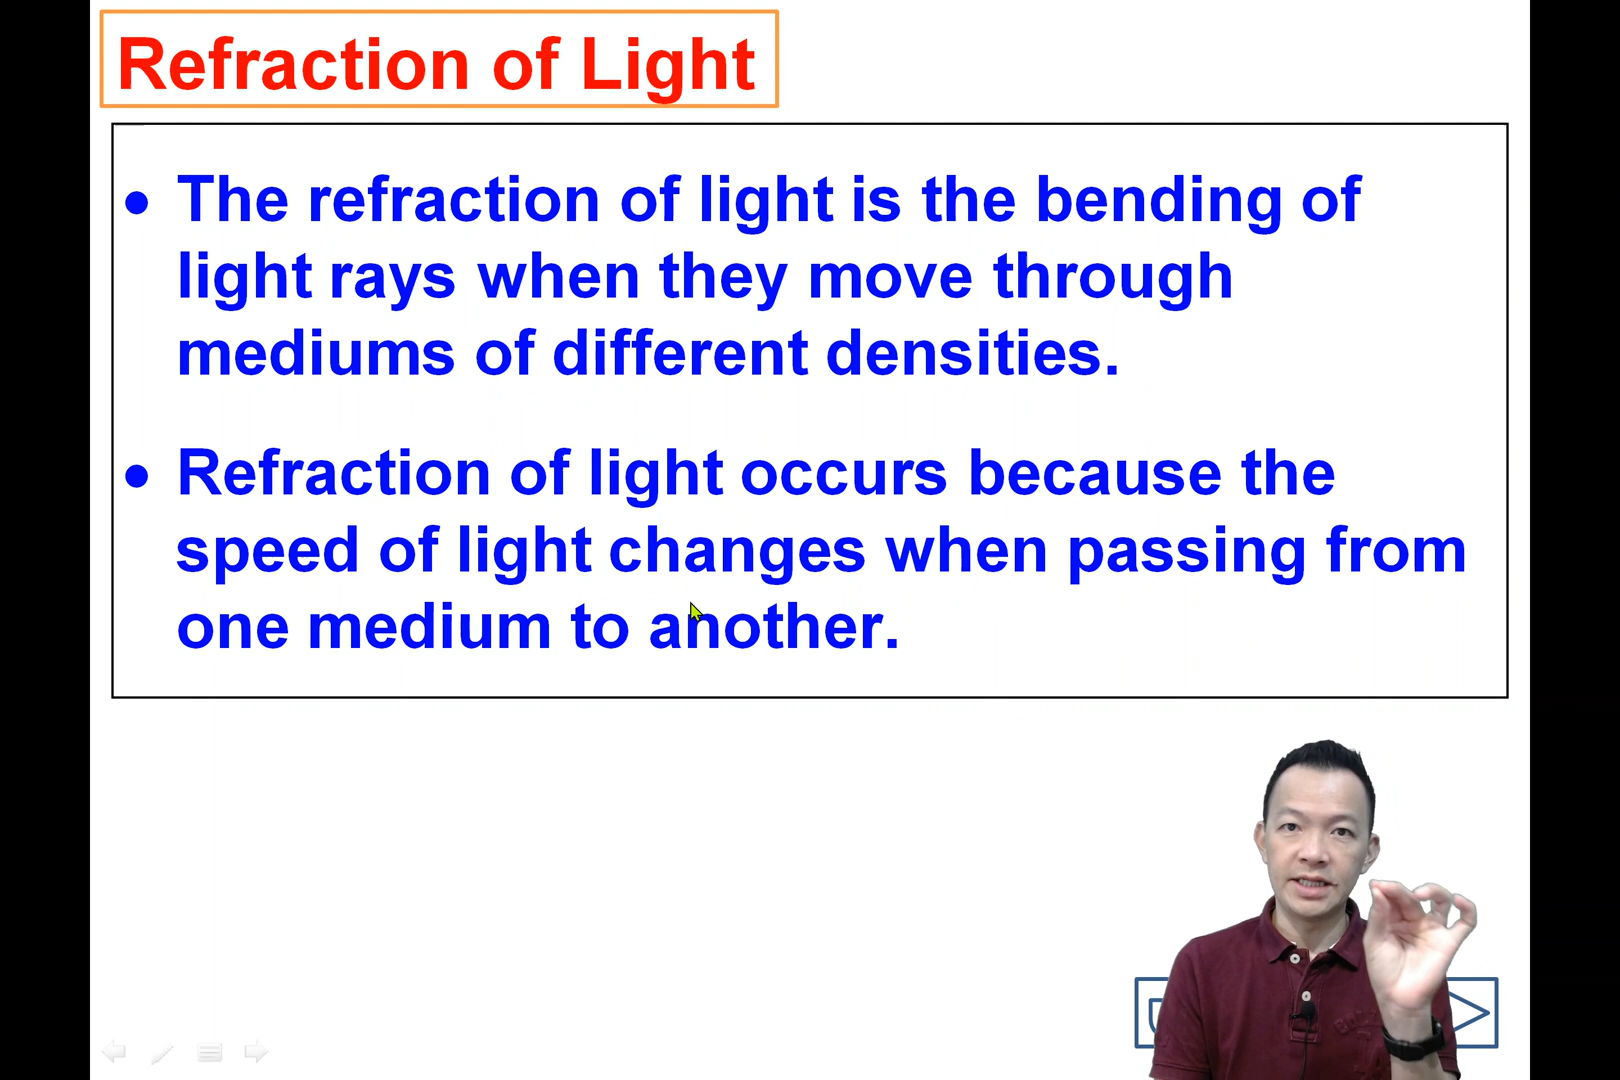 Refraction of Light
• The refraction of light is the bending of
light rays when they move through
mediums of different densities.
• Refraction of light occurs because the
speed of light changes when passing from
one medium to another.